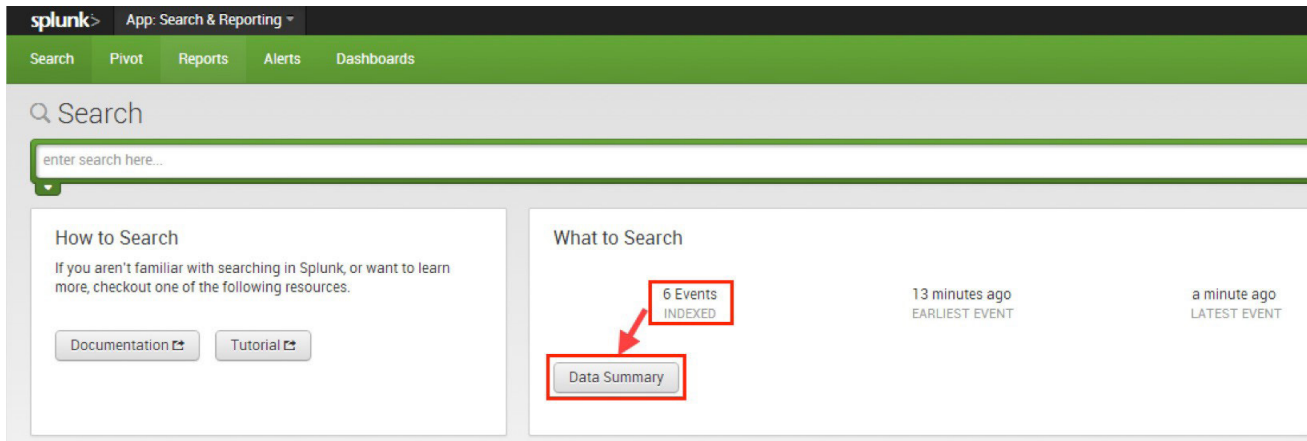 splunk> App: Search & Reporting
Search Pivot Reports Alerts Dashboards
Search
enter search here...
How to Search
If you aren't familiar with searching in Splunk, or want to learn
more, checkout one of the following resources.
Documentation Tutorial
What to Search
6 Events 13 minutes ago a minute ago
INDEXED EARLIEST EVENT LATEST EVENT
Data Summary